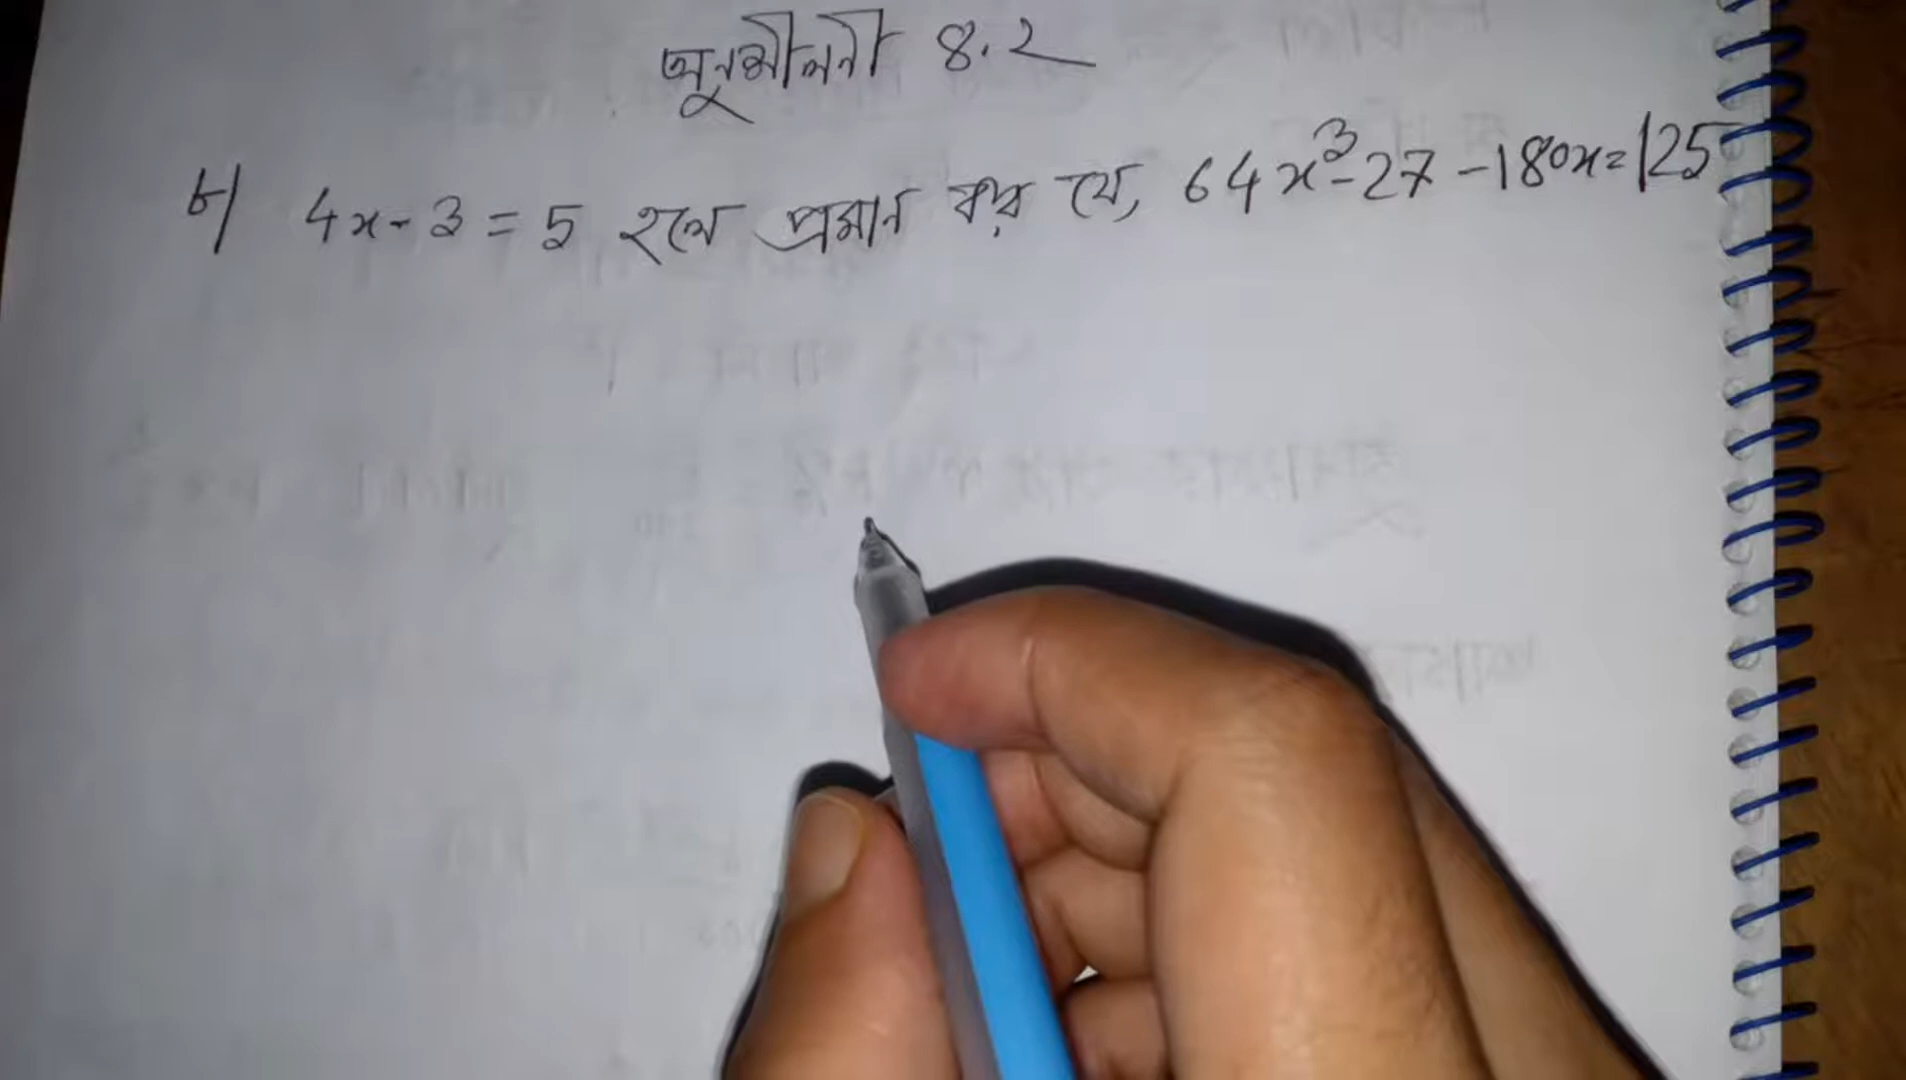 অনুশীলনী ৪.২
৮| 4x-3=5 হলে প্রমান কর যে, 64x³-27-180x=125